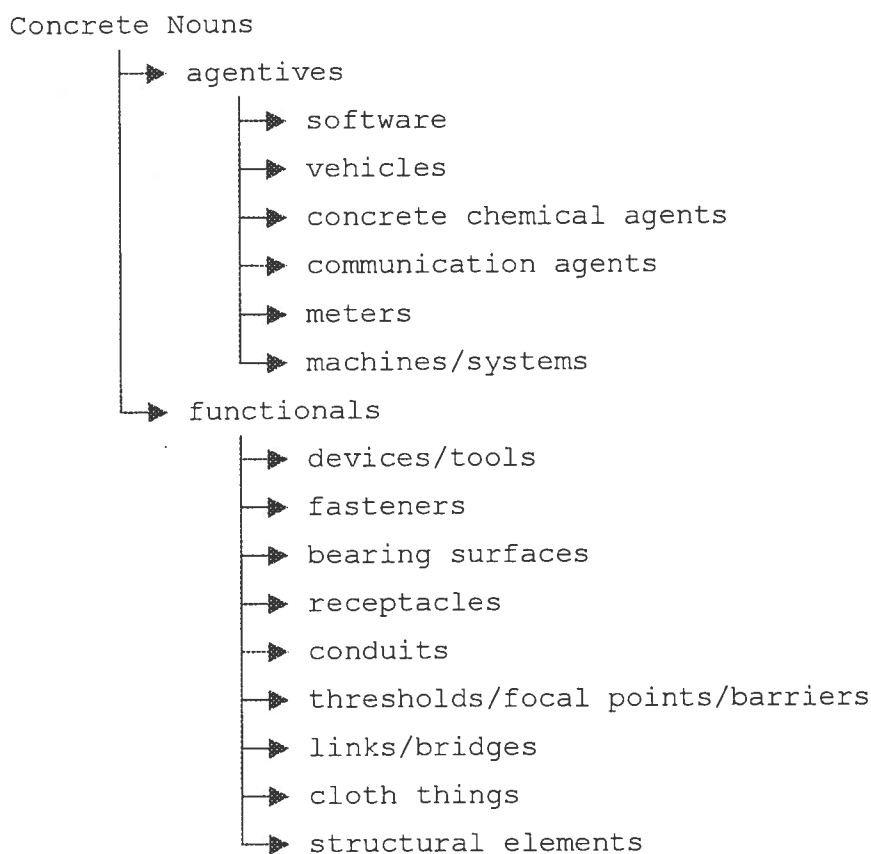 Concrete Nouns
agentives
software
vehicles
concrete chemical agents
communication agents
meters
machines/systems
functionals
devices/tools
fasteners
bearing surfaces
receptacles
conduits
thresholds/focal points/barriers
links/bridges
cloth things
structural elements